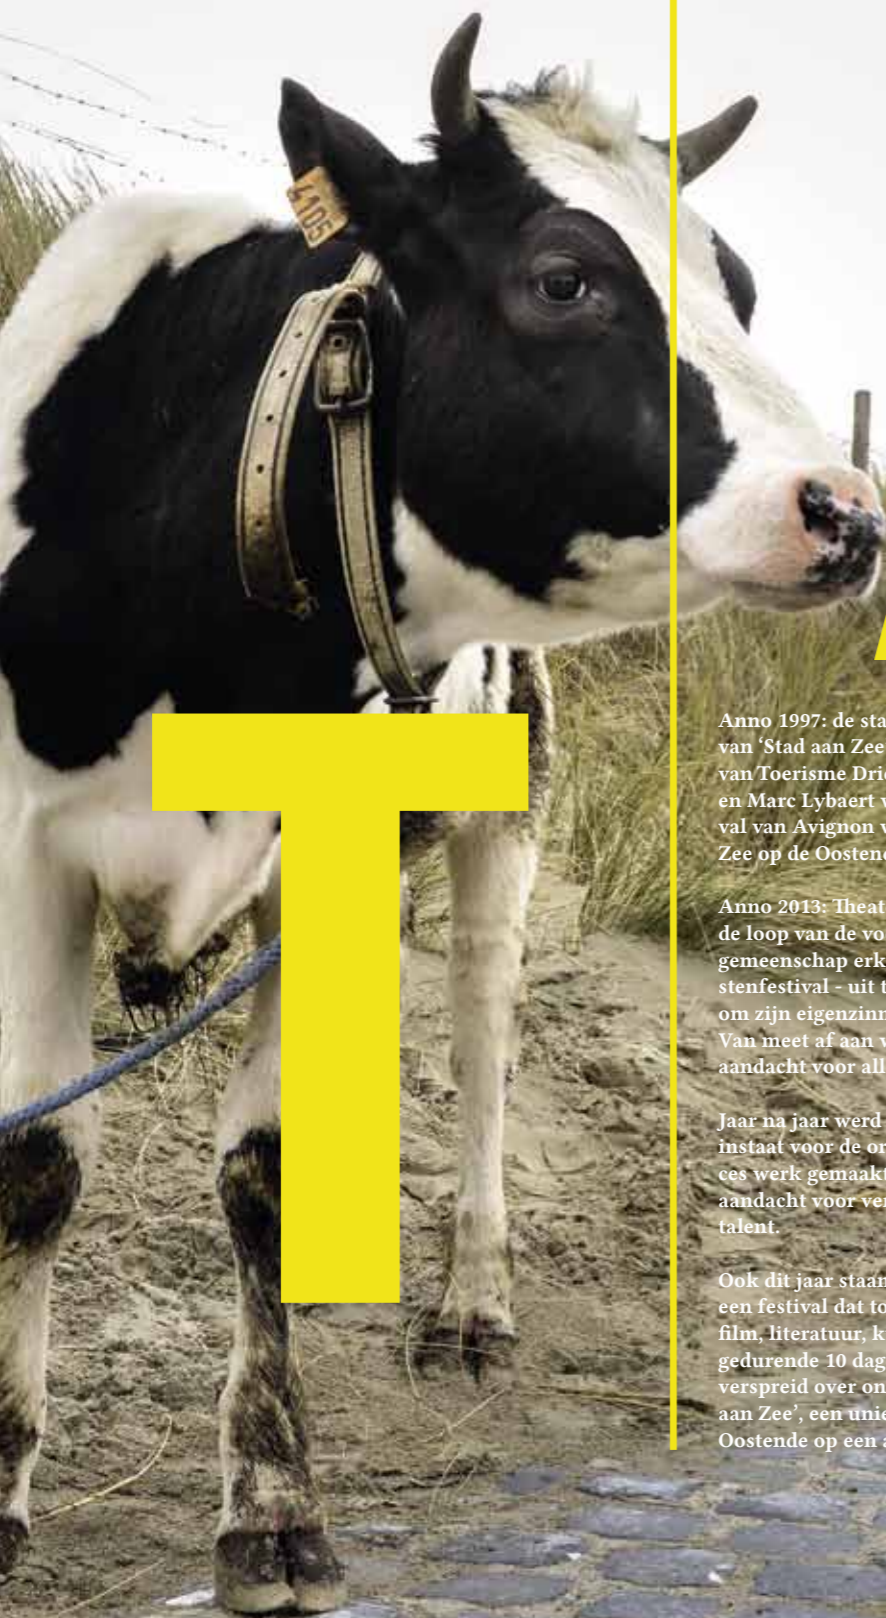 4105
T
Anno 1997: de sta
van ‘Stad aan Zee
van Toerisme Drie
en Marc Lybaert v
val van Avignon v
Zee op de Oostend
Anno 2013: Theat
de loop van de vo
gemeenschap erk
stenfestival - uit t
om zijn eigenzinn
Van meet af aan v
aandacht voor all
Jaar na jaar werd
instaat voor de or
ces werk gemaakt
aandacht voor ver
talent.
Ook dit jaar staan
een festival dat to
film, literatuur, k
gedurende 10 dag
verspreid over on
aan Zee’, een unie
Oostende op een a